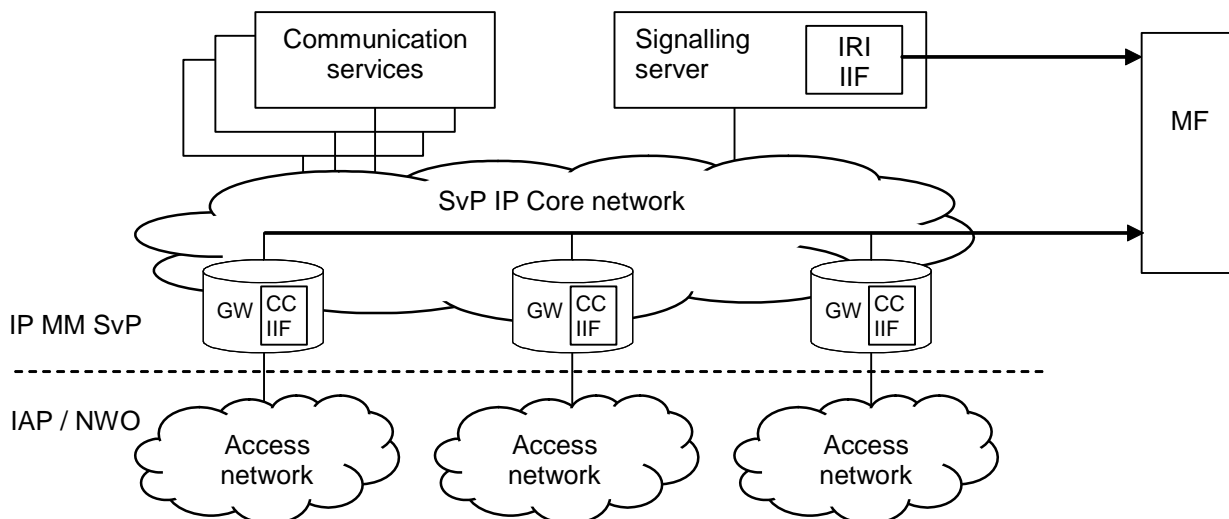 Communication
services
Signalling
server
IRI
IIF
MF
SvP IP Core network
GW
CC
IIF
GW
CC
IIF
GW
CC
IIF
IP MM SvP
IAP / NWO
Access
network
Access
network
Access
network